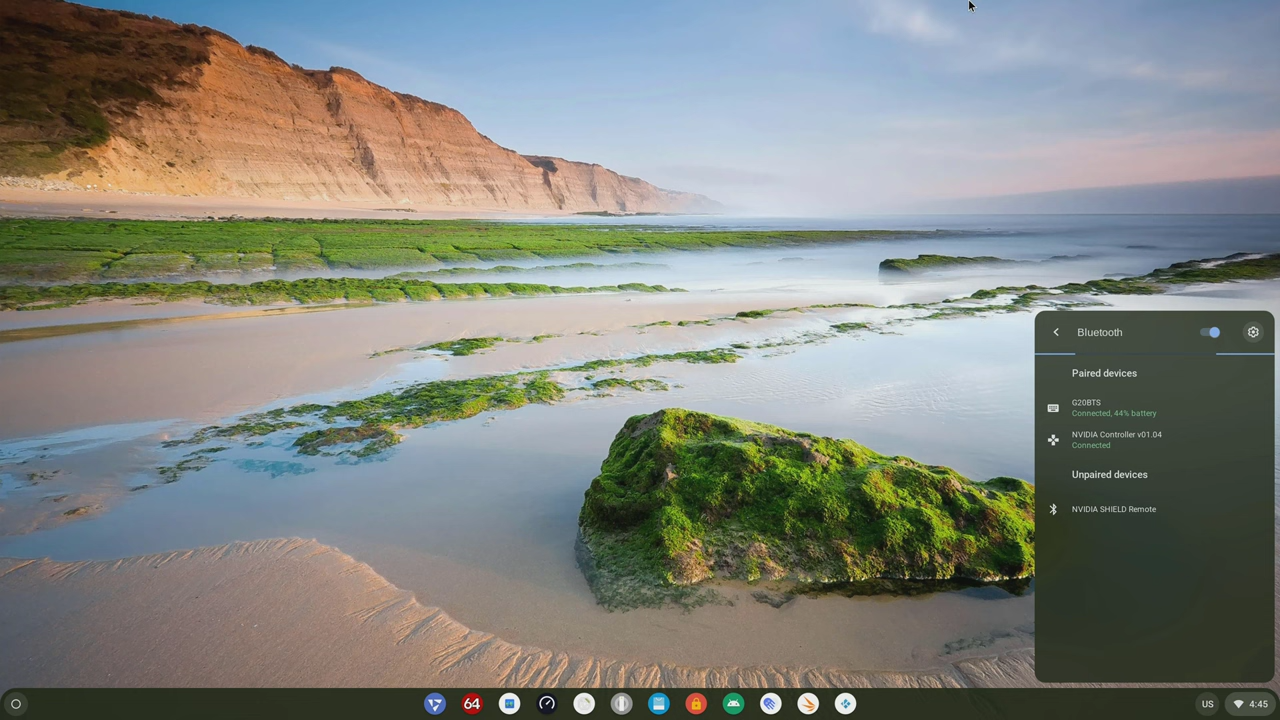 Bluetooth
Paired devices
G20BTS
Connected, 44% battery
NVIDIA Controller v01.04
Connected
Unpaired devices
NVIDIA SHIELD Remote
64
US
4:45